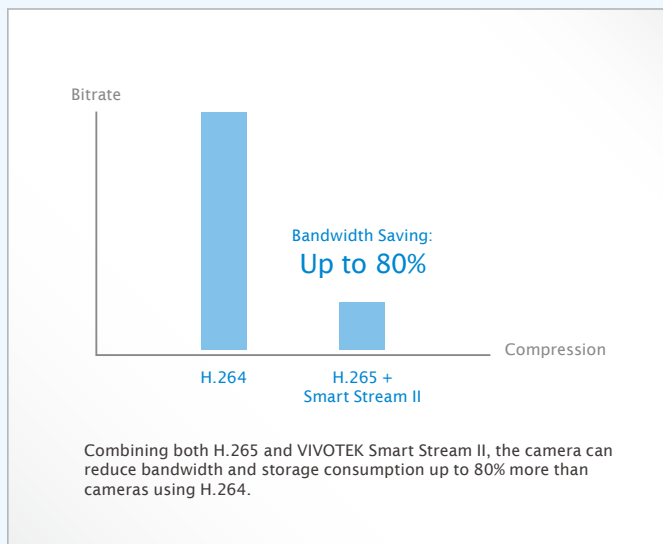 Bitrate
Bandwidth Saving:
Up to 80%
Compression
H.264
H.265 +
Smart Stream II
Combining both H.265 and VIVOTEK Smart Stream II, the camera can
reduce bandwidth and storage consumption up to 80% more than
cameras using H.264.